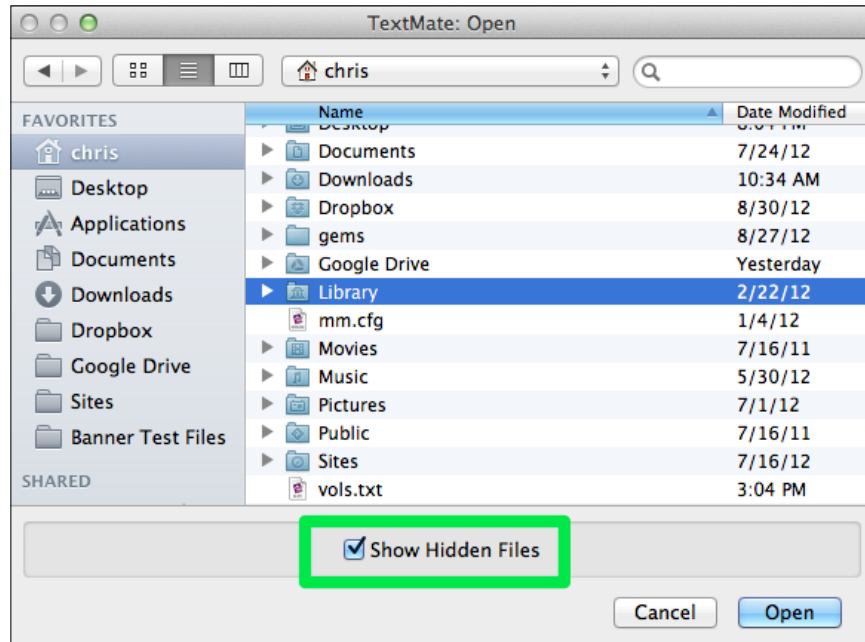 TextMate: Open
chris
FAVORITES
chris
Desktop
Applications
Documents
Downloads
Dropbox
Google Drive
Sites
Banner Test Files
SHARED
Name Date Modified
Desktop 8:04 PM
Documents 7/24/12
Downloads 10:34 AM
Dropbox 8/30/12
gems 8/27/12
Google Drive Yesterday
Library 2/22/12
mm.cfg 1/4/12
Movies 7/16/11
Music 5/30/12
Pictures 7/1/12
Public 7/16/11
Sites 7/16/12
vols.txt 3:04 PM
Show Hidden Files
Cancel Open